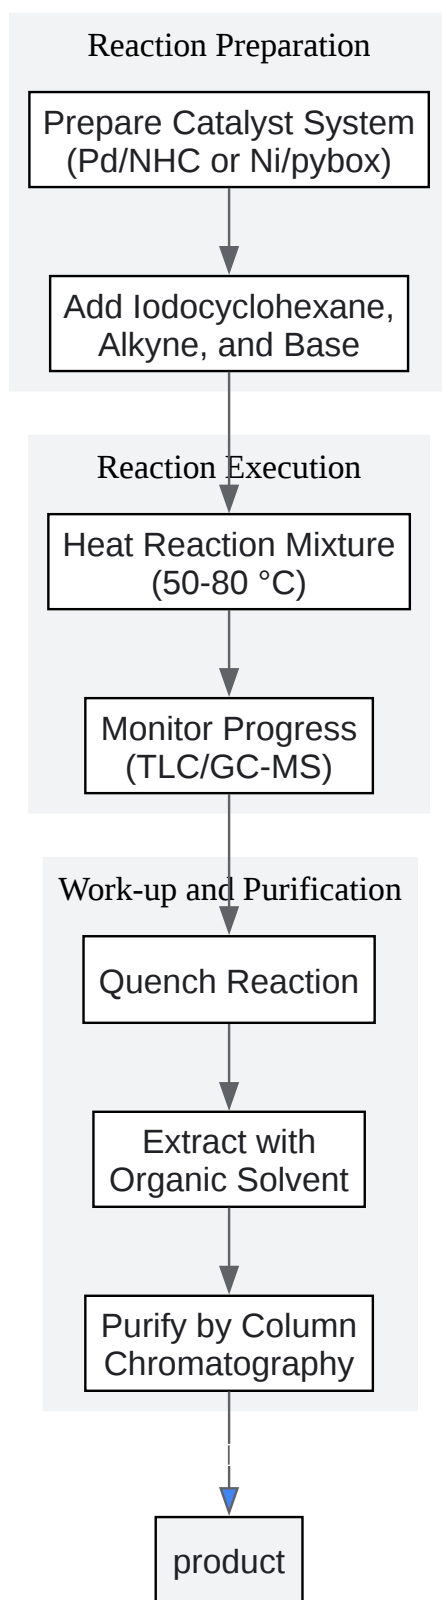 Reaction Preparation
Prepare Catalyst System
(Pd/NHC or Ni/pybox)
Add Iodocyclohexane,
Alkyne, and Base
Reaction Execution
Heat Reaction Mixture
(50-80 °C)
Monitor Progress
(TLC/GC-MS)
Work-up and Purification
Quench Reaction
Extract with
Organic Solvent
Purify by Column
Chromatography
product